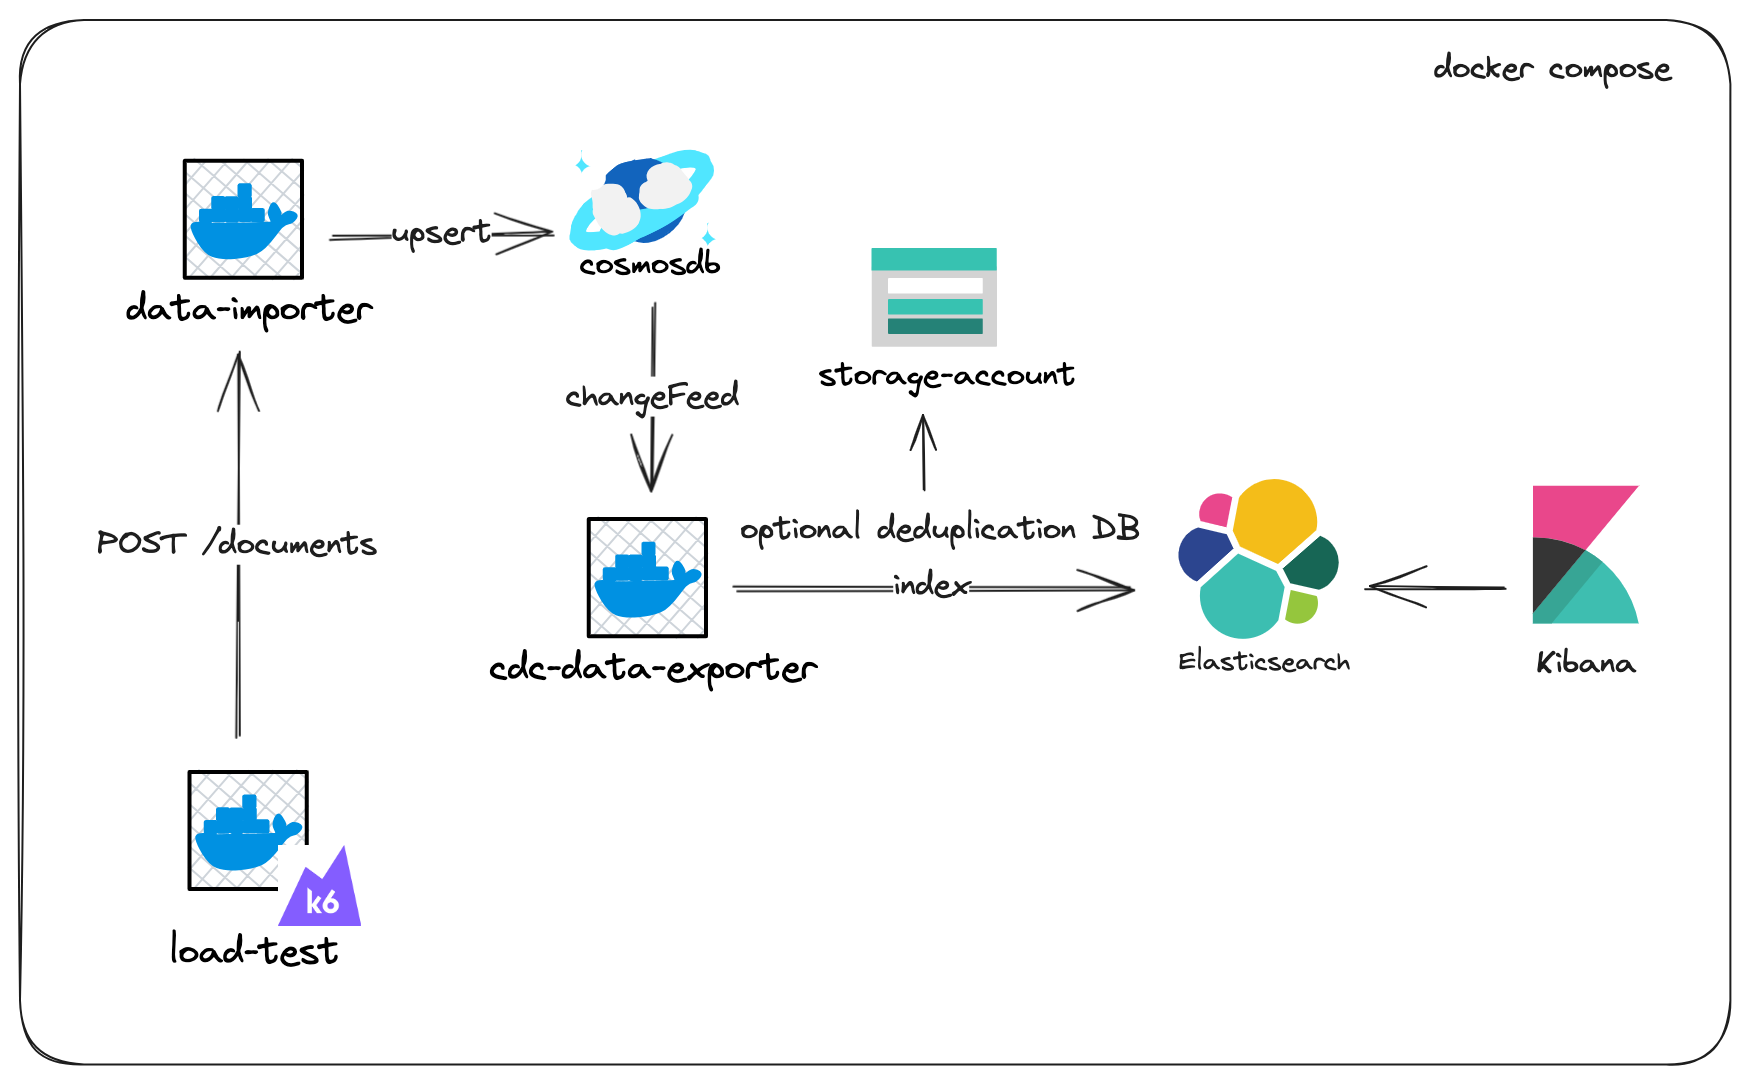 docker compose
upsert
cosmosdb
data-importer
storage-account
changeFeed
POST /documents
optional deduplication DB
index
Elasticsearch
Kibana
cdc-data-exporter
k6
load-test